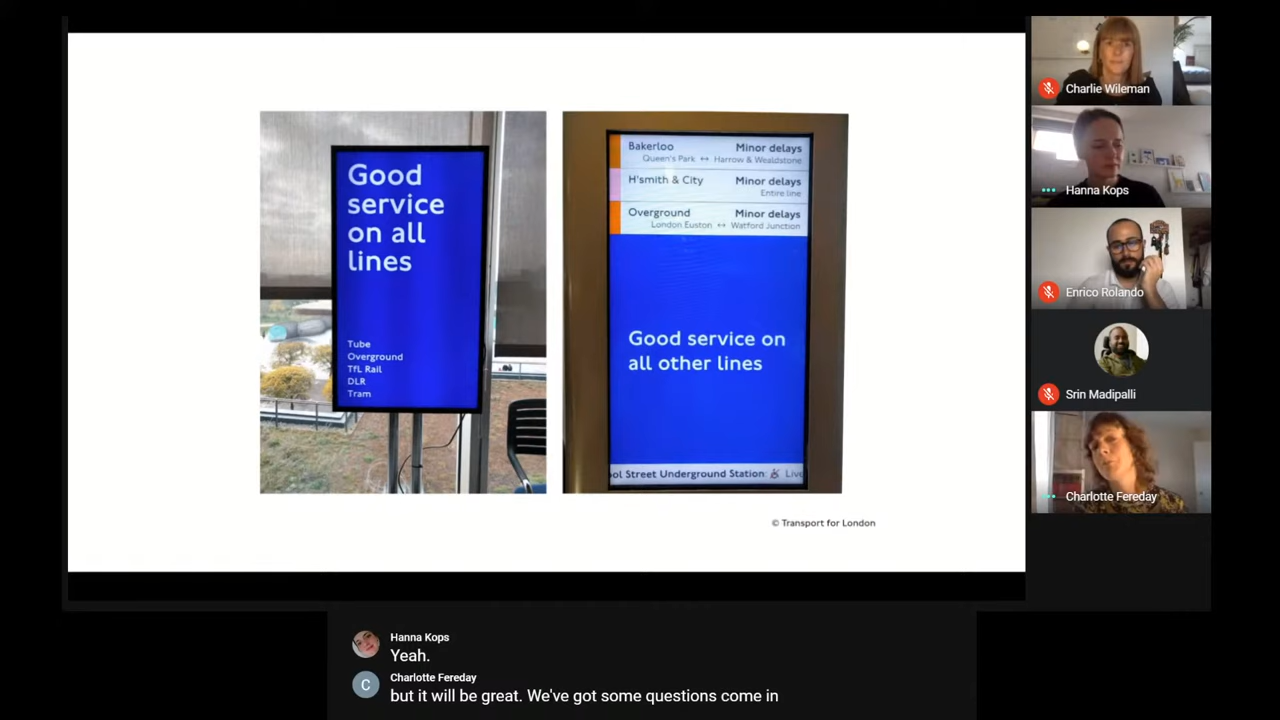 Good
service
on all
lines
Tube
Overground
TfL Rail
DLR
Tram
Bakerloo Minor delays
Queen's Park ↔ Harrow & Wealdstone
H'smith & City Minor delays
Entire line
Overground Minor delays
London Euston ↔ Watford Junction
Good service on
all other lines
ool Street Underground Station: Live
© Transport for London
Charlie Wileman
Hanna Kops
Enrico Rolando
Srin Madipalli
Charlotte Fereday
Hanna Kops
Yeah.
C
Charlotte Fereday
but it will be great. We've got some questions come in